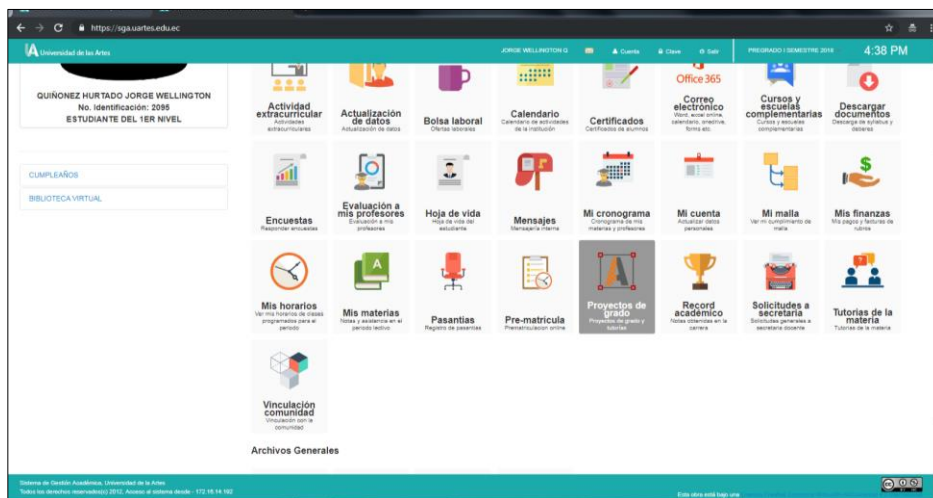 https://sga.uartes.edu.ec
Universidad de las Artes
JORGE WELLINGTON Q
Cuenta
Clave
Salir
PREGRADO I SEMESTRE 2018
4:38 PM
QUIÑONEZ HURTADO JORGE WELLINGTON
No. Identificación: 2095
ESTUDIANTE DEL 1ER NIVEL
CUMPLEAÑOS
BIBLIOTECA VIRTUAL
Actividad
extracurricular
Actividades
extracurriculares
Actualización
de datos
Actualización de datos
Bolsa laboral
Ofertas laborales
Calendario
Calendario de actividades
de la institución
Certificados
Certificados de alumnos
Office 365
Correo
electrónico
Word, excel online,
calendario, onedrive,
forms etc.
Cursos y
escuelas
complementarias
Cursos y escuelas
complementarias
Descargar
documentos
Descarga de syllabus y
deberes
Encuestas
Responder encuestas
Evaluación a
mis profesores
Evaluación a mis
profesores
Hoja de vida
Hoja de vida del
estudiante
Mensajes
Mensajería interna
Mi cronograma
Cronograma de mis
materias y profesores
Mi cuenta
Actualizar datos
personales
Mi malla
Ver mi cumplimiento de
malla
Mis finanzas
Mis pagos y facturas de
rubros
Mis horarios
Ver mis horarios de clases
programados para el
periodo
Mis materias
Notas y asistencia en el
periodo lectivo
Pasantias
Registro de pasantias
Pre-matricula
Prematriculacion online
Proyectos de
grado
Proyectos de grado y
tutorias
Record
académico
Notas obtenidas en la
carrera
Solicitudes a
secretaría
Solicitudes generales a
secretaria docente
Tutorias de la
materia
Tutorias de la materia
Vinculación
comunidad
Vinculación con la
comunidad
Archivos Generales
Sistema de Gestión Académica, Universidad de la Artes
Todos los derechos reservados(c) 2012, Acceso al sistema desde - 172.16.14.192
Esta obra está bajo una